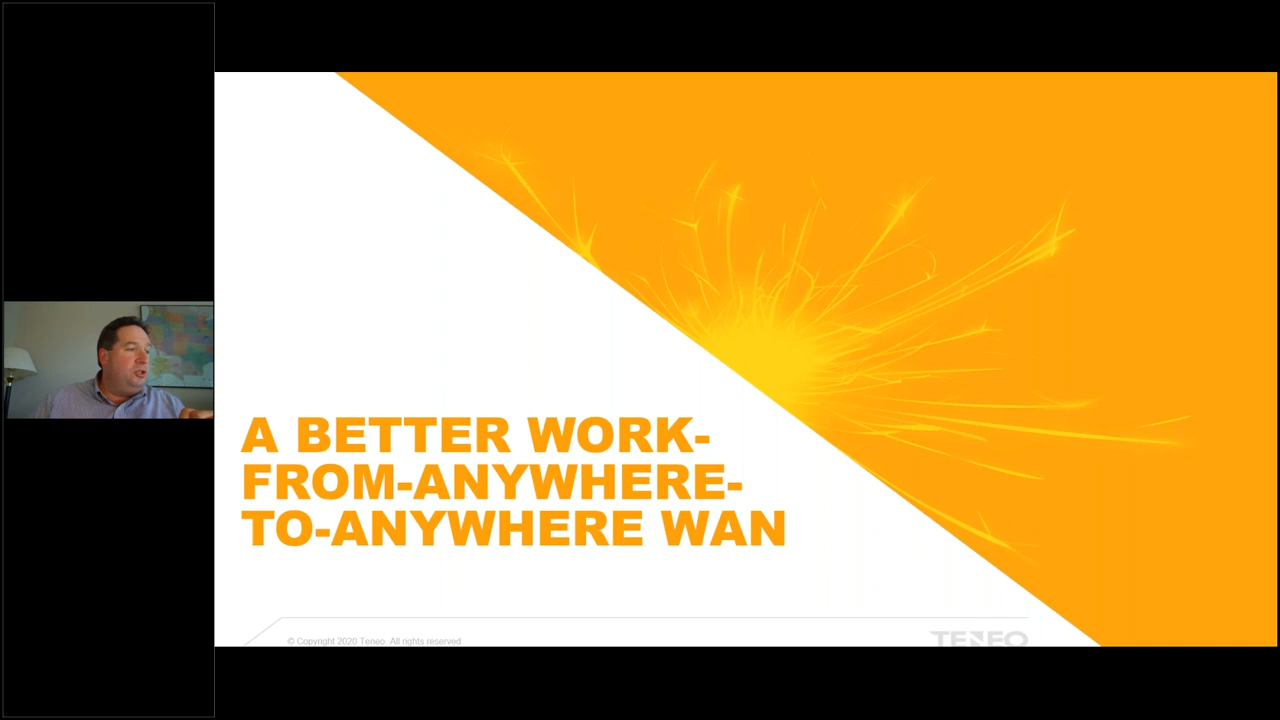 A BETTER WORK-
FROM-ANYWHERE-
TO-ANYWHERE WAN
© Copyright 2020 Teneo. All rights reserved
TENEO